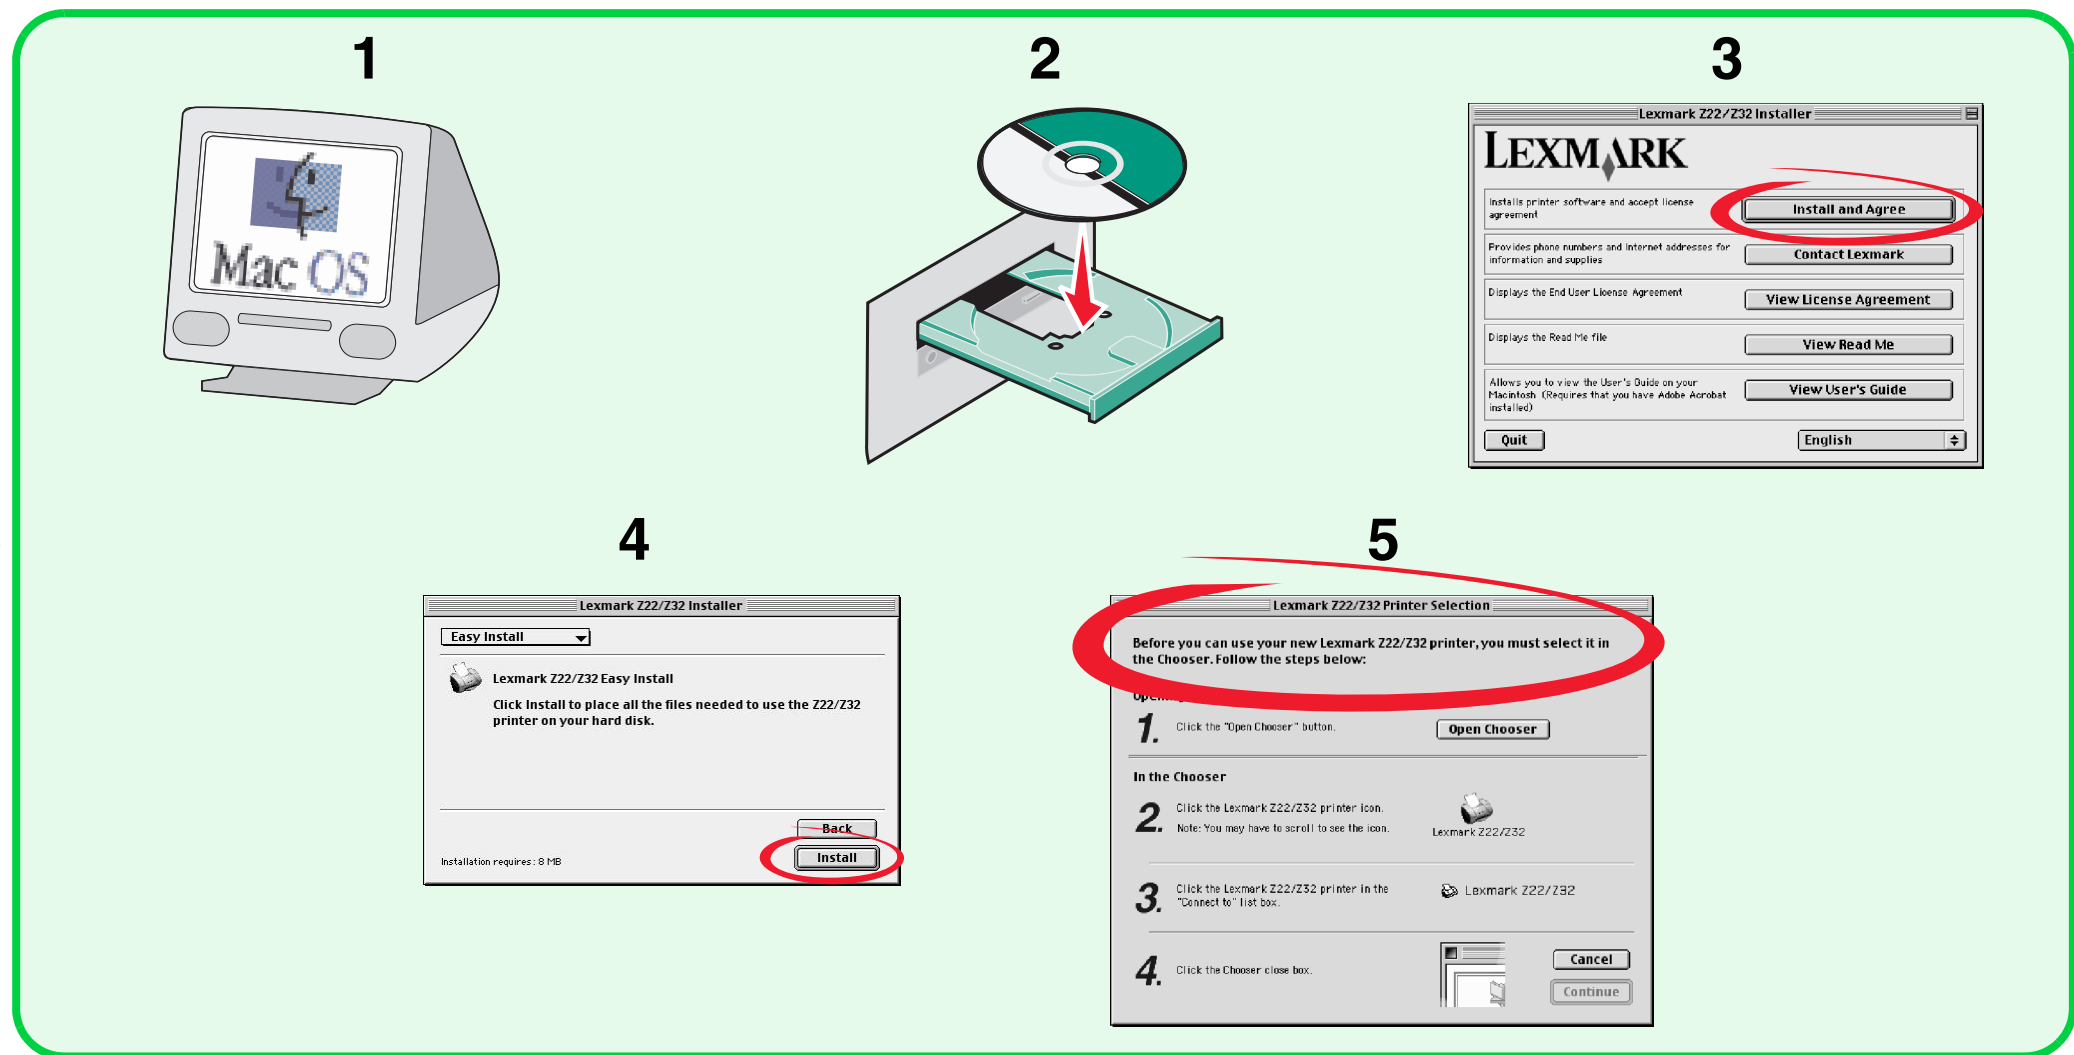 1
2
3
Mac OS
Lexmark Z22/Z32 Installer
LEXMARK
Installs printer software and accept license
agreement
Install and Agree
Provides phone numbers and Internet addresses for
information and supplies
Contact Lexmark
Displays the End User License Agreement
View License Agreement
Displays the Read Me file
View Read Me
Allows you to view the User's Guide on your
Macintosh (Requires that you have Adobe Acrobat
installed)
View User's Guide
Quit
English
4
5
Lexmark Z22/Z32 Installer
Easy Install
Lexmark Z22/Z32 Easy Install
Click Install to place all the files needed to use the Z22/Z32
printer on your hard disk.
Back
Installation requires: 8 MB
Install
Lexmark Z22/Z32 Printer Selection
Before you can use your new Lexmark Z22/Z32 printer, you must select it in
the Chooser. Follow the steps below:
1.
Click the "Open Chooser" button.
Open Chooser
In the Chooser
2.
Click the Lexmark Z22/Z32 printer icon.
Note: You may have to scroll to see the icon.
Lexmark Z22/Z32
3.
Click the Lexmark Z22/Z32 printer in the
"Connect to" list box.
Lexmark Z22/Z32
4.
Click the Chooser close box.
Cancel
Continue